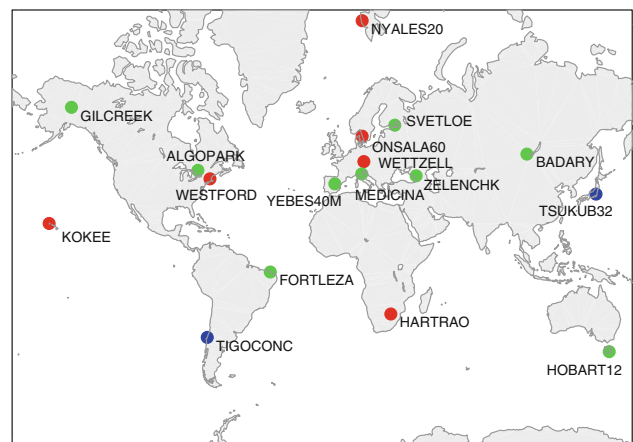 NYALES20
GILCREEK
SVETLOE
ONSALA60
ALGOPARK
WETTZELL
BADARY
WESTFORD
ZELENCHK
YEBES40M
MEDICINA
TSUKUB32
KOKEE
FORTLEZA
HARTRAO
TIGOCONC
HOBART12